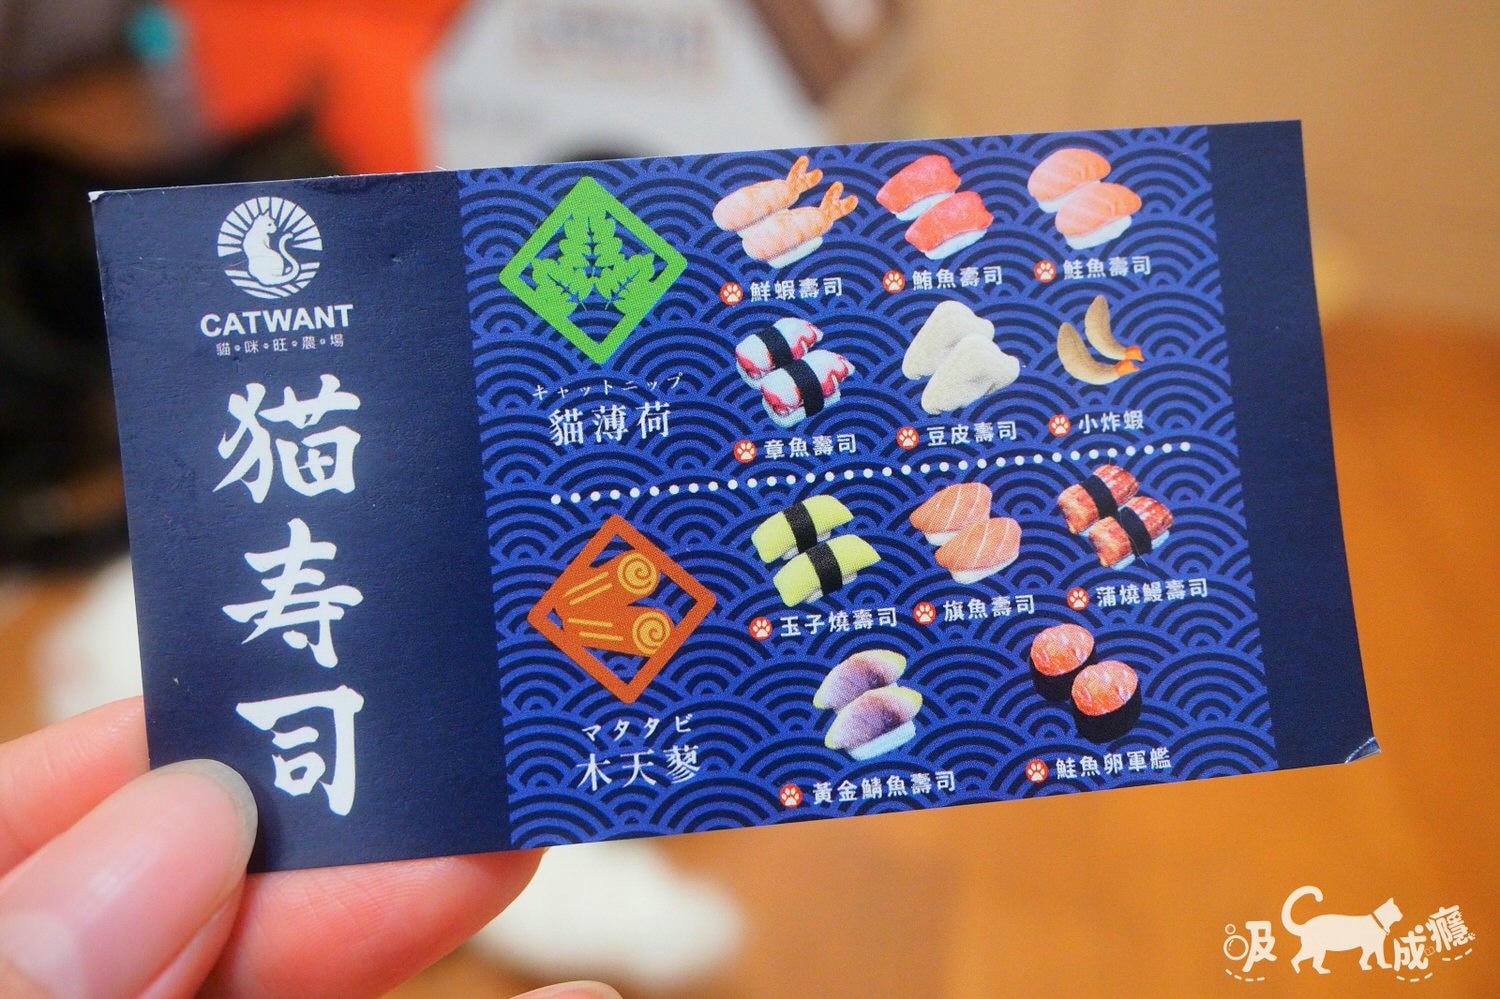 CATWANT
貓•咪•旺•農•場
猫寿司
キャットニップ
貓薄荷
鮮蝦壽司
鮪魚壽司
鮭魚壽司
章魚壽司
豆皮壽司
小炸蝦
マタタビ
木天蓼
玉子燒壽司
旗魚壽司
蒲燒鰻壽司
黃金鯖魚壽司
鮭魚卵軍艦
吸成癮